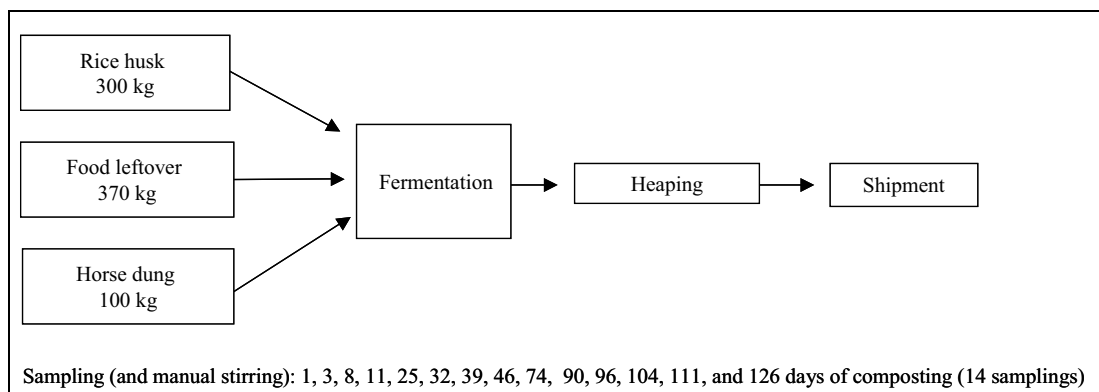 Rice husk
300 kg
Food leftover
370 kg
Horse dung
100 kg
Fermentation
Heaping
Shipment
Sampling (and manual stirring): 1, 3, 8, 11, 25, 32, 39, 46, 74, 90, 96, 104, 111, and 126 days of composting (14 samplings)